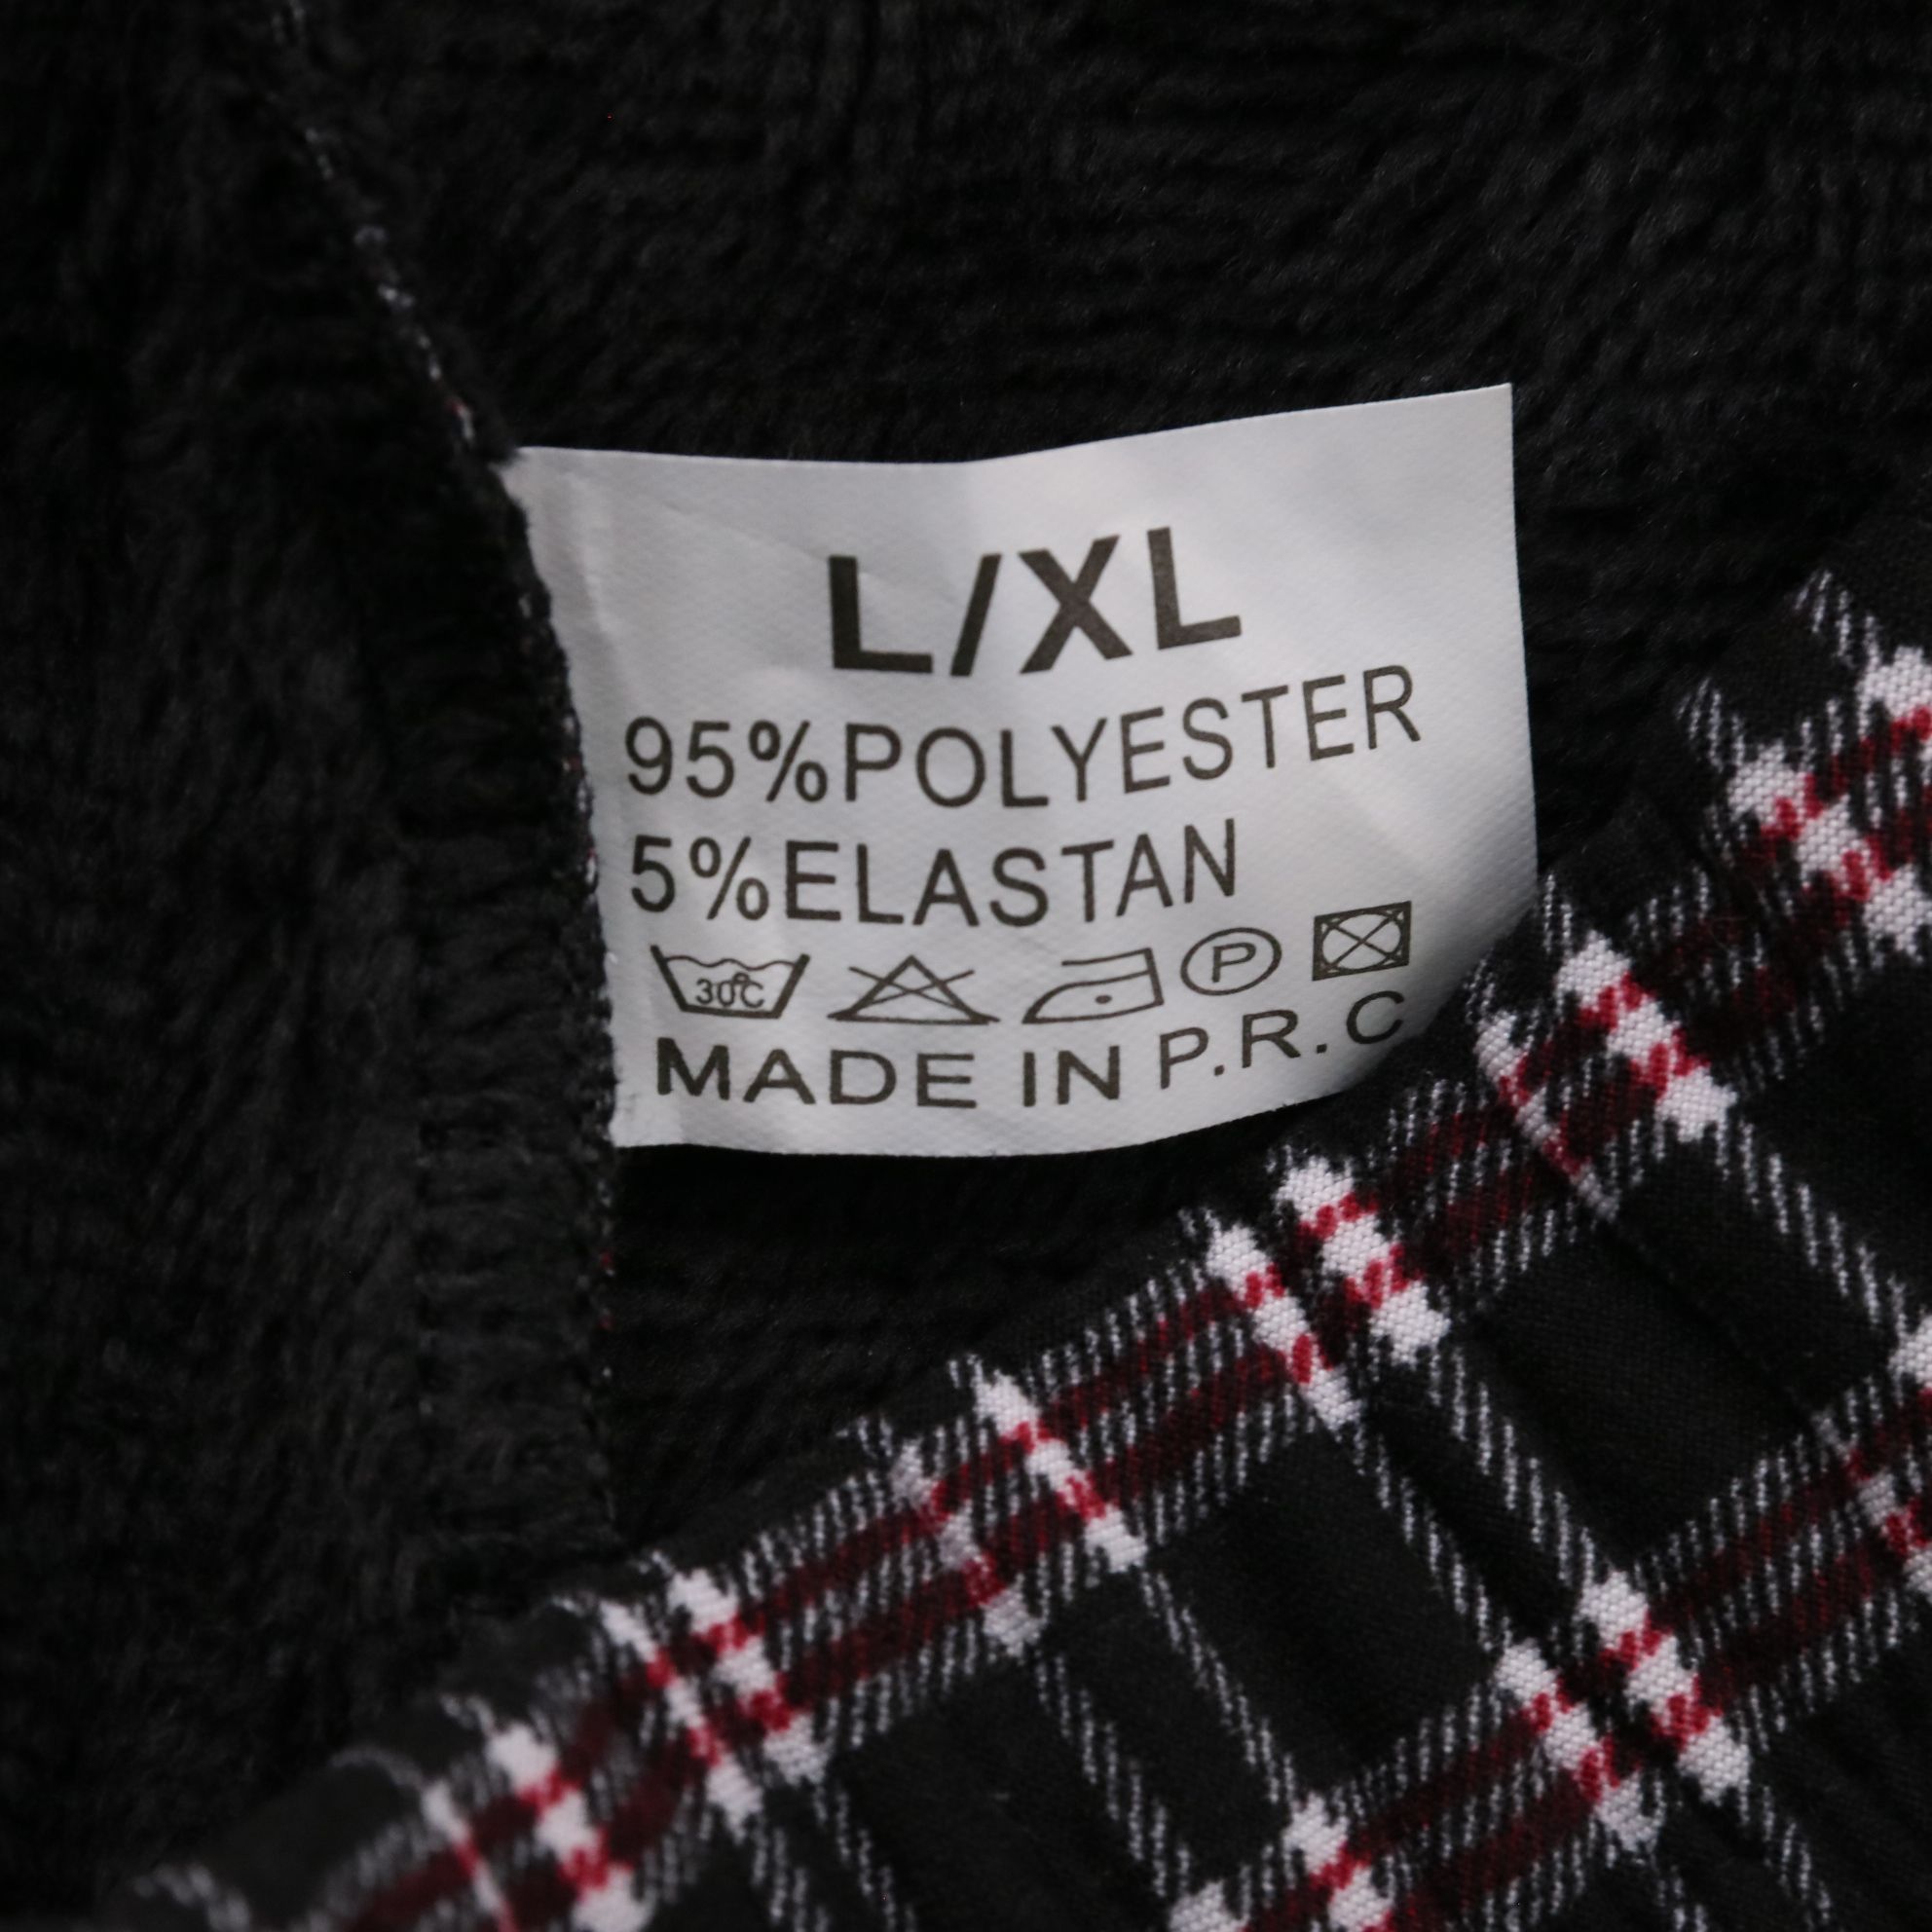 L/XL
95%POLYESTER
5%ELASTAN
30℃ P
MADE IN P.R.C